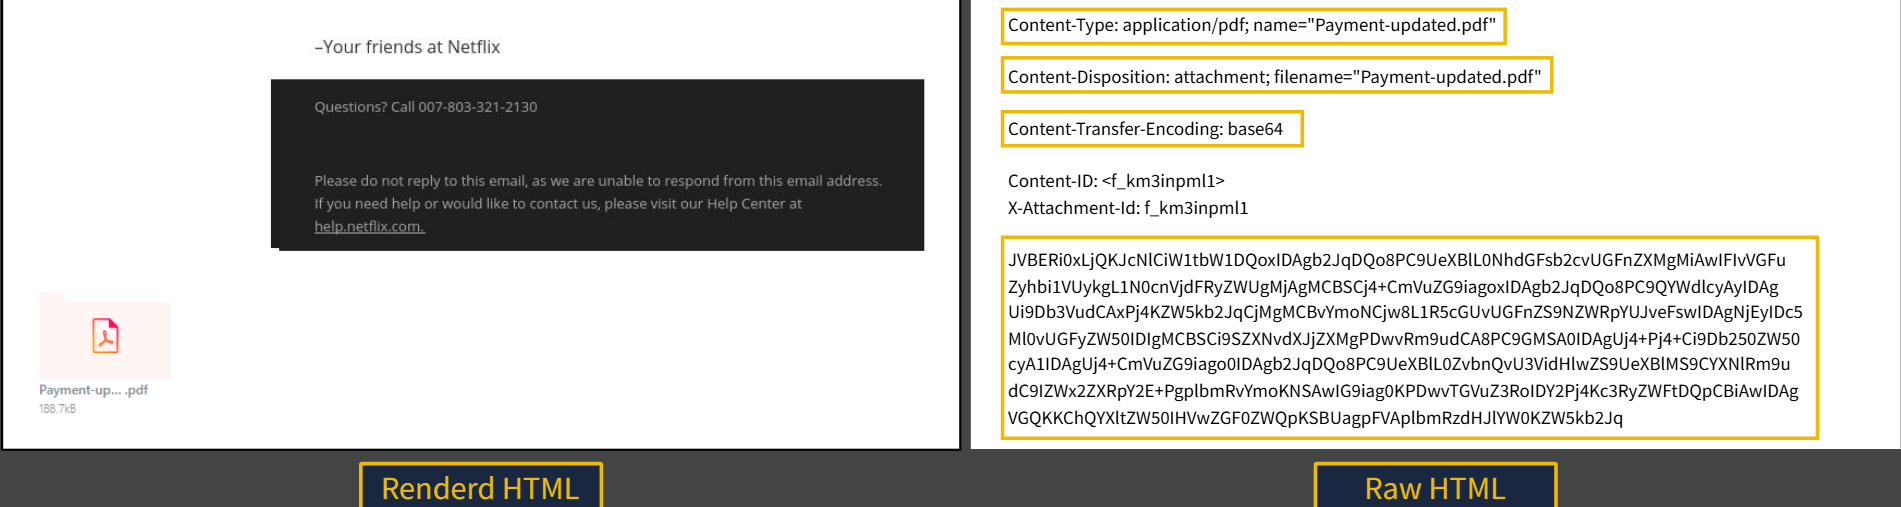 –Your friends at Netflix
Questions? Call 007-803-321-2130
Please do not reply to this email, as we are unable to respond from this email address.
If you need help or would like to contact us, please visit our Help Center at
help.netflix.com.
Payment-up... .pdf
188.7kB
Renderd HTML
Content-Type: application/pdf; name="Payment-updated.pdf"
Content-Disposition: attachment; filename="Payment-updated.pdf"
Content-Transfer-Encoding: base64
Content-ID: <f_km3inpml1>
X-Attachment-Id: f_km3inpml1
JVBERi0xLjQKJcNlCiW1tbW1DQoxIDAgb2JqDQo8PC9UeXBlL0NhdGFsb2cvUGFnZXMgMiAwIFIvVGFu
Zyhbi1VUykgL1N0cnVjdFRyZWUgMjAgMCBSCj4+CmVuZG9iagoxIDAgb2JqDQo8PC9QYWdlcyAyIDAg
Ui9Db3VudCAxPj4KZW5kb2JqCjMgMCBvYmoNCjw8L1R5cGUvUGFnZS9NZWRpYUJveFswIDAgNjEyIDc5
Ml0vUGFyZW50IDIgMCBSCi9SZXNvdXJjZXMgPDwvRm9udCA8PC9GMSA0IDAgUj4+Pj4+Ci9Db250ZW50
cyA1IDAgUj4+CmVuZG9iago0IDAgb2JqDQo8PC9UeXBlL0ZvbnQvU3VidHlwZS9UeXBlMS9CYXNlRm9u
dC9IZWx2ZXRpY2E+PgplbmRvYmoKNSAwIG9iag0KPDwvTGVuZ3RoIDY2Pj4Kc3RyZWFtDQpCBiAwIDAg
VGQKKChQYXltZW50IHVwZGF0ZWQpKSBUagpFVAplbmRzdHJlYW0KZW5kb2Jq
Raw HTML